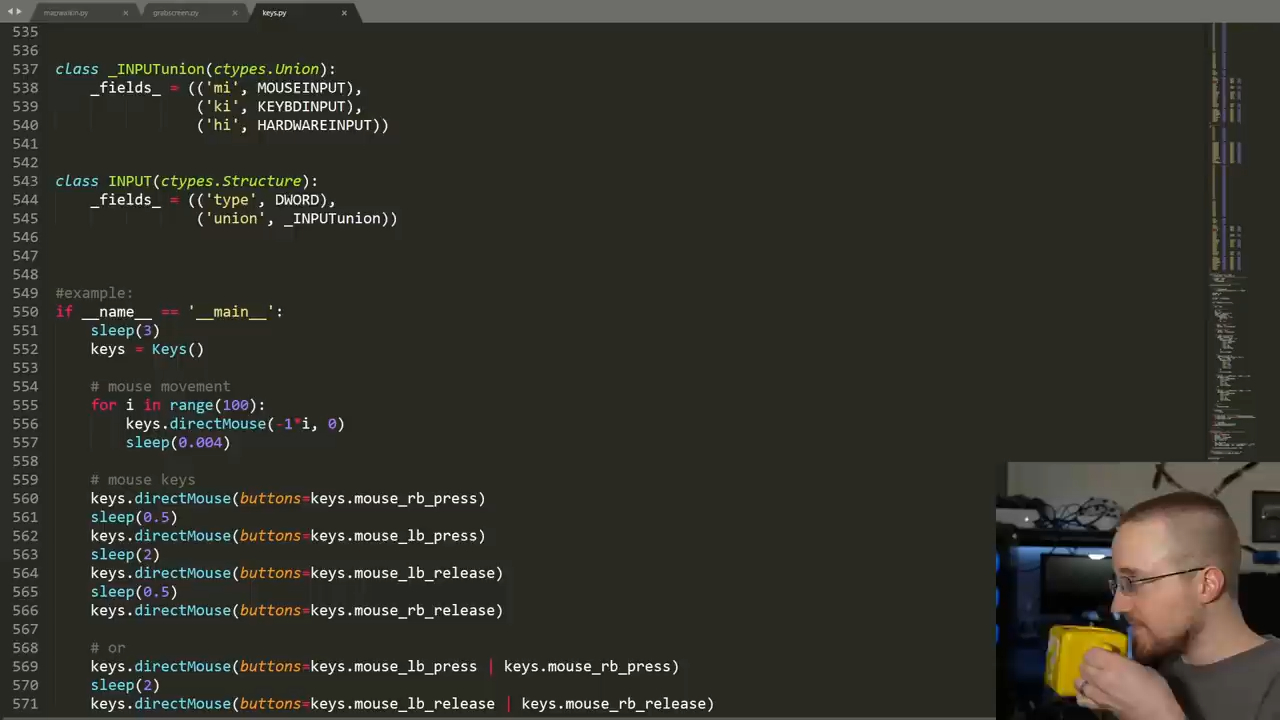 grabscreen.py
keys.py
535
536
537 class _INPUTunion(ctypes.Union):
538 _fields_ = (('mi', MOUSEINPUT),
539 ('ki', KEYBDINPUT),
540 ('hi', HARDWAREINPUT))
541
542
543 class INPUT(ctypes.Structure):
544 _fields_ = (('type', DWORD),
545 ('union', _INPUTunion))
546
547
548
549 #example:
550 if __name__ == '__main__':
551 sleep(3)
552 keys = Keys()
553
554 # mouse movement
555 for i in range(100):
556 keys.directMouse(-1*i, 0)
557 sleep(0.004)
558
559 # mouse keys
560 keys.directMouse(buttons=keys.mouse_rb_press)
561 sleep(0.5)
562 keys.directMouse(buttons=keys.mouse_lb_press)
563 sleep(2)
564 keys.directMouse(buttons=keys.mouse_lb_release)
565 sleep(0.5)
566 keys.directMouse(buttons=keys.mouse_rb_release)
567
568 # or
569 keys.directMouse(buttons=keys.mouse_lb_press | keys.mouse_rb_press)
570 sleep(2)
571 keys.directMouse(buttons=keys.mouse_lb_release | keys.mouse_rb_release)